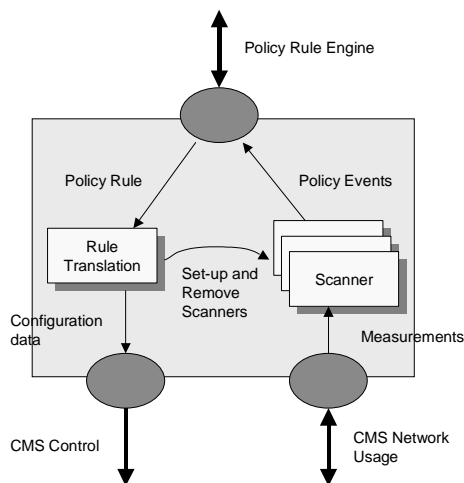 Policy Rule Engine
Policy Rule
Policy Events
Rule
Translation
Set-up and
Remove
Scanners
Scanner
Configuration
data
Measurements
CMS Control
CMS Network
Usage